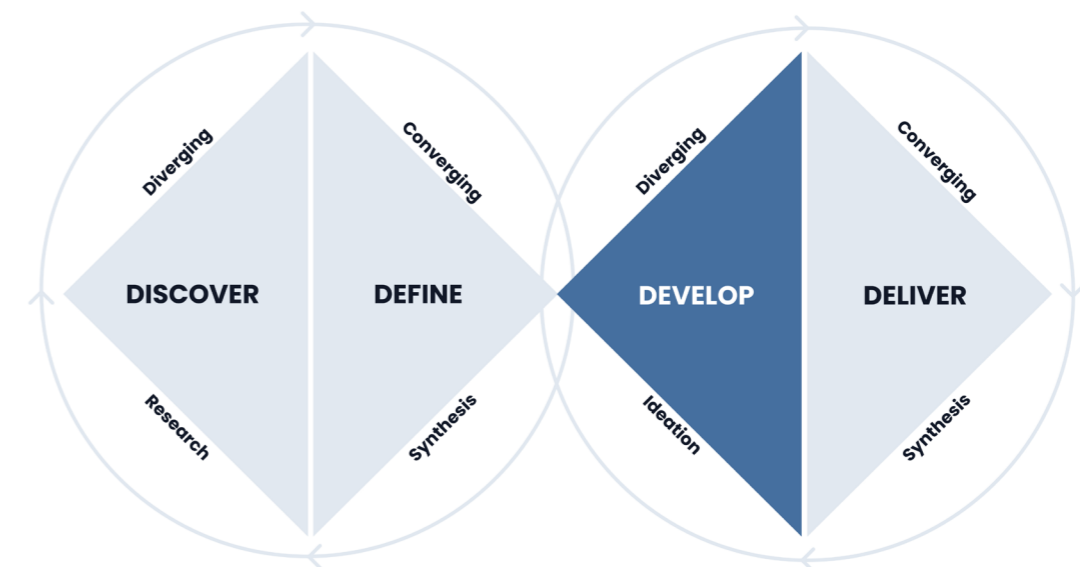 Diverging
Converging
DISCOVER
DEFINE
Research
Synthesis
Diverging
Converging
DEVELOP
DELIVER
Ideation
Synthesis